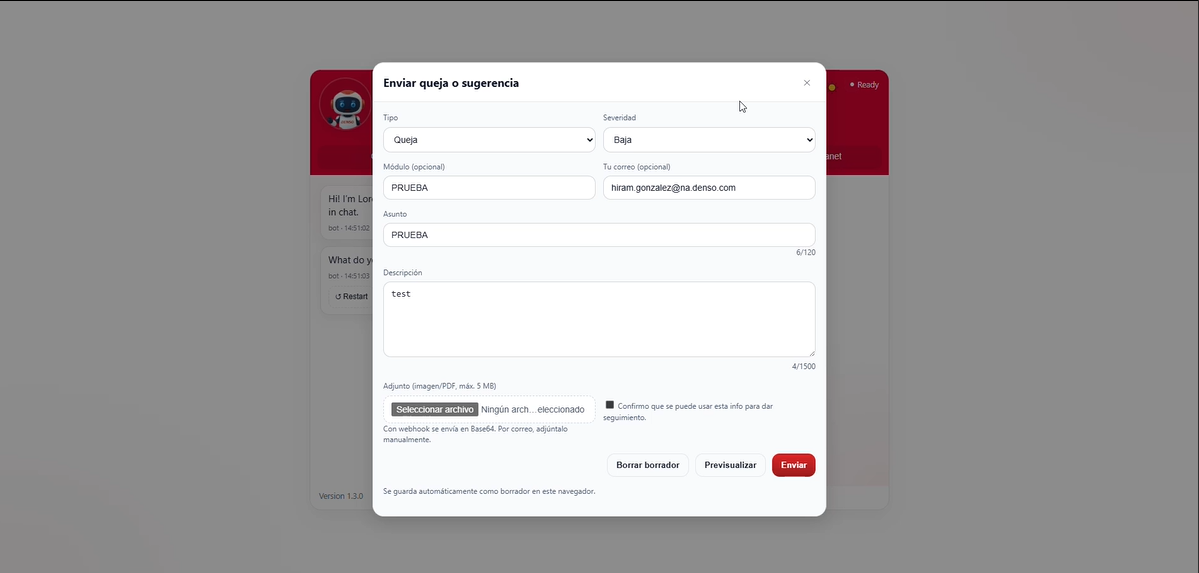 Enviar queja o sugerencia
×
Ready
Tipo
Severidad
Queja
Baja
anet
Módulo (opcional)
Tu correo (opcional)
PRUEBA
hiram.gonzalez@na.denso.com
Hi! I'm Lor
in chat.
bot - 14:51:02
Asunto
PRUEBA
6/120
What do y
bot - 14:51:03
Descripción
↺ Restart
test
4/1500
Adjunto (imagen/PDF, máx. 5 MB)
Seleccionar archivo Ningún arch... eleccionado
Confirmo que se puede usar esta info para dar
seguimiento.
Con webhook se envía en Base64. Por correo, adjúntalo
manualmente.
Borrar borrador
Previsualizar
Enviar
Se guarda automáticamente como borrador en este navegador.
Version 1.3.0